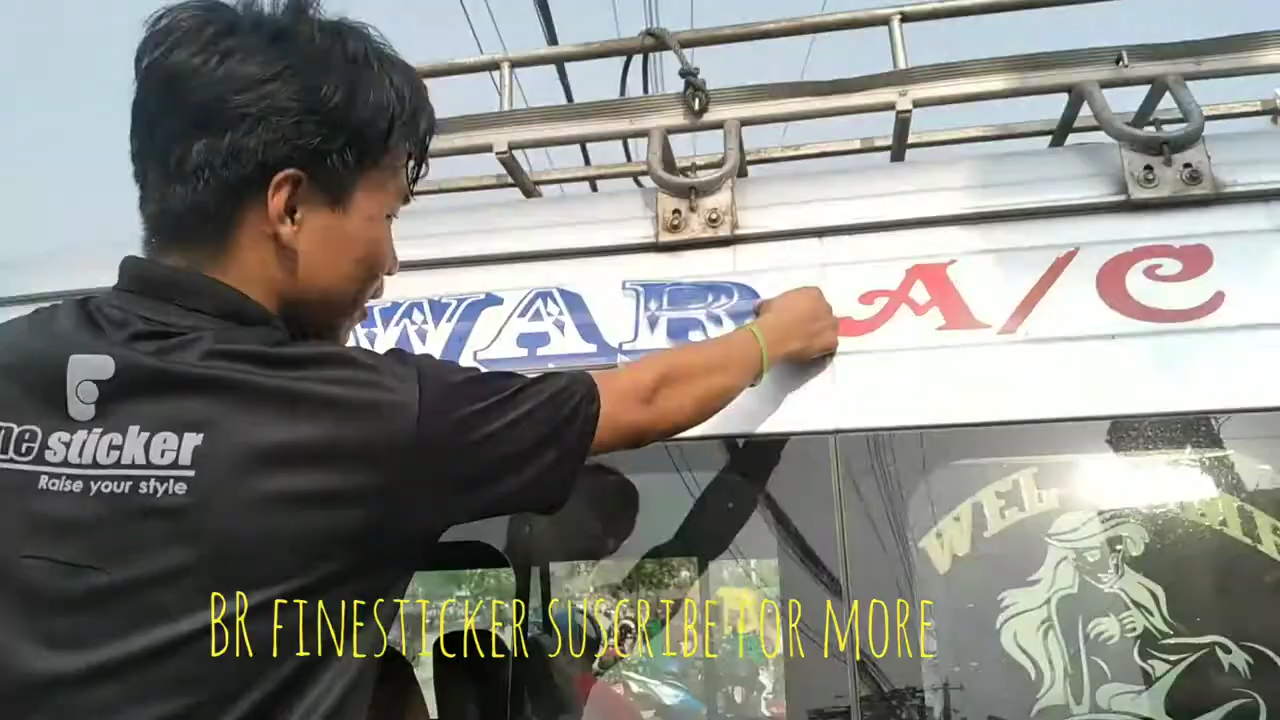 WAR A/C
ne sticker
Raise your style
WEL
BR FINESTICKER SUSCRIBE FOR MORE